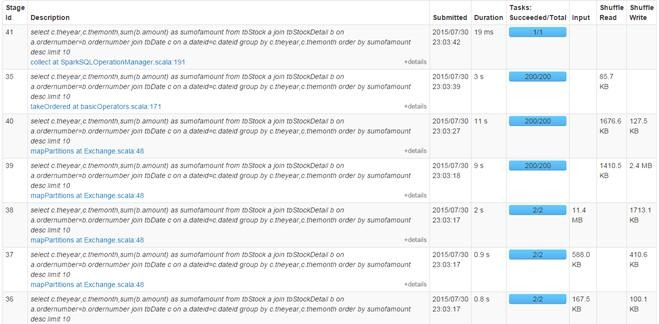 Stage Id Description Submitted Duration Tasks: Succeeded/Total Input Shuffle Read Shuffle Write
41 select c.theyear,c.themonth,sum(b.amount) as sumofamount from tbStock a join tbStockDetail b on 2015/07/30 19 ms 1/1
a.ordernumber=b.ordernumber join tbDate c on a.dateid=c.dateid group by c.theyear,c.themonth order by sumofamount 23:03:42
desc limit 10
collect at SparkSQLOperationManager.scala:191 +details
35 select c.theyear,c.themonth,sum(b.amount) as sumofamount from tbStock a join tbStockDetail b on 2015/07/30 3 s 200/200 85.7
a.ordernumber=b.ordernumber join tbDate c on a.dateid=c.dateid group by c.theyear,c.themonth order by sumofamount 23:03:39 KB
desc limit 10
takeOrdered at basicOperators.scala:171 +details
40 select c.theyear,c.themonth,sum(b.amount) as sumofamount from tbStock a join tbStockDetail b on 2015/07/30 11 s 200/200 1676.6 127.5
a.ordernumber=b.ordernumber join tbDate c on a.dateid=c.dateid group by c.theyear,c.themonth order by sumofamount 23:03:27 KB KB
desc limit 10
mapPartitions at Exchange.scala:48 +details
39 select c.theyear,c.themonth,sum(b.amount) as sumofamount from tbStock a join tbStockDetail b on 2015/07/30 9 s 200/200 1410.5 2.4 MB
a.ordernumber=b.ordernumber join tbDate c on a.dateid=c.dateid group by c.theyear,c.themonth order by sumofamount 23:03:18 KB
desc limit 10
mapPartitions at Exchange.scala:48 +details
38 select c.theyear,c.themonth,sum(b.amount) as sumofamount from tbStock a join tbStockDetail b on 2015/07/30 2 s 2/2 11.4 1713.1
a.ordernumber=b.ordernumber join tbDate c on a.dateid=c.dateid group by c.theyear,c.themonth order by sumofamount 23:03:17 MB KB
desc limit 10
mapPartitions at Exchange.scala:48 +details
37 select c.theyear,c.themonth,sum(b.amount) as sumofamount from tbStock a join tbStockDetail b on 2015/07/30 0.9 s 2/2 588.0 410.6
a.ordernumber=b.ordernumber join tbDate c on a.dateid=c.dateid group by c.theyear,c.themonth order by sumofamount 23:03:17 KB KB
desc limit 10
mapPartitions at Exchange.scala:48 +details
36 select c.theyear,c.themonth,sum(b.amount) as sumofamount from tbStock a join tbStockDetail b on 2015/07/30 0.8 s 2/2 167.5 100.1
a.ordernumber=b.ordernumber join tbDate c on a.dateid=c.dateid group by c.theyear,c.themonth order by sumofamount 23:03:17 KB KB
desc limit 10